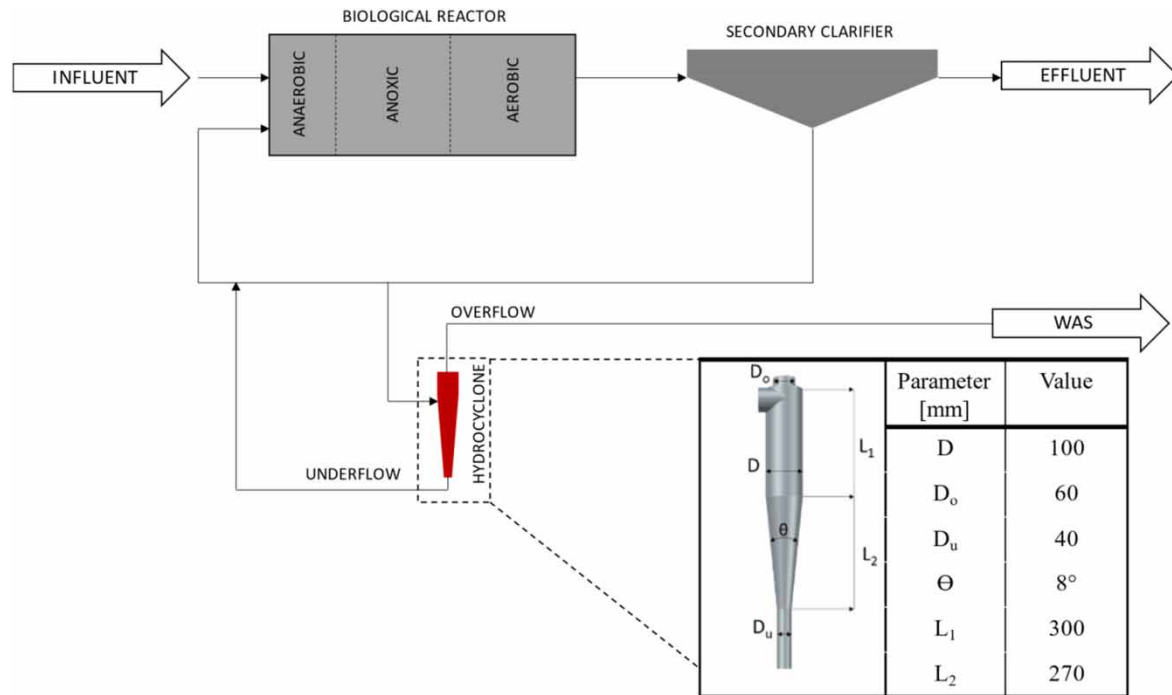 BIOLOGICAL REACTOR
SECONDARY CLARIFIER
INFLUENT
ANAEROBIC
ANOXIC
AEROBIC
EFFLUENT
OVERFLOW
WAS
HYDROCYCLONE
UNDERFLOW
Dₒ
D
θ
Dᵤ
L₁
L₂
Parameter Value
[mm]
D 100
Dₒ 60
Dᵤ 40
Θ 8°
L₁ 300
L₂ 270